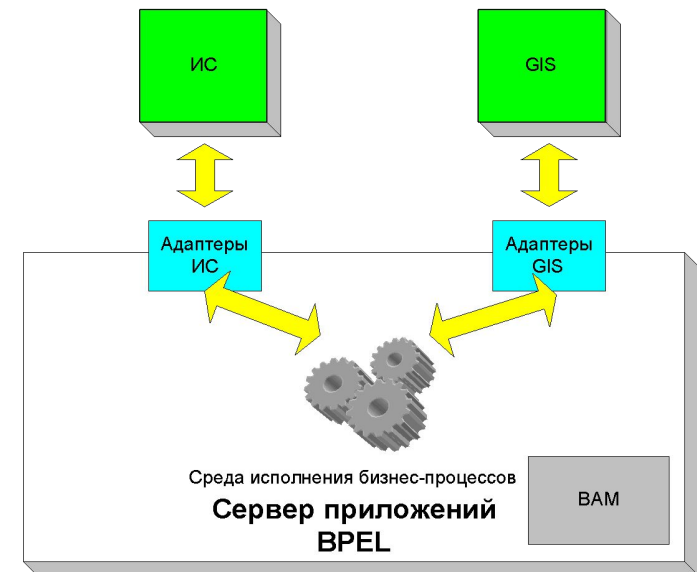 ИС
GIS
Адаптеры
ИС
Адаптеры
GIS
Среда исполнения бизнес-процессов
Сервер приложений
BPEL
BAM